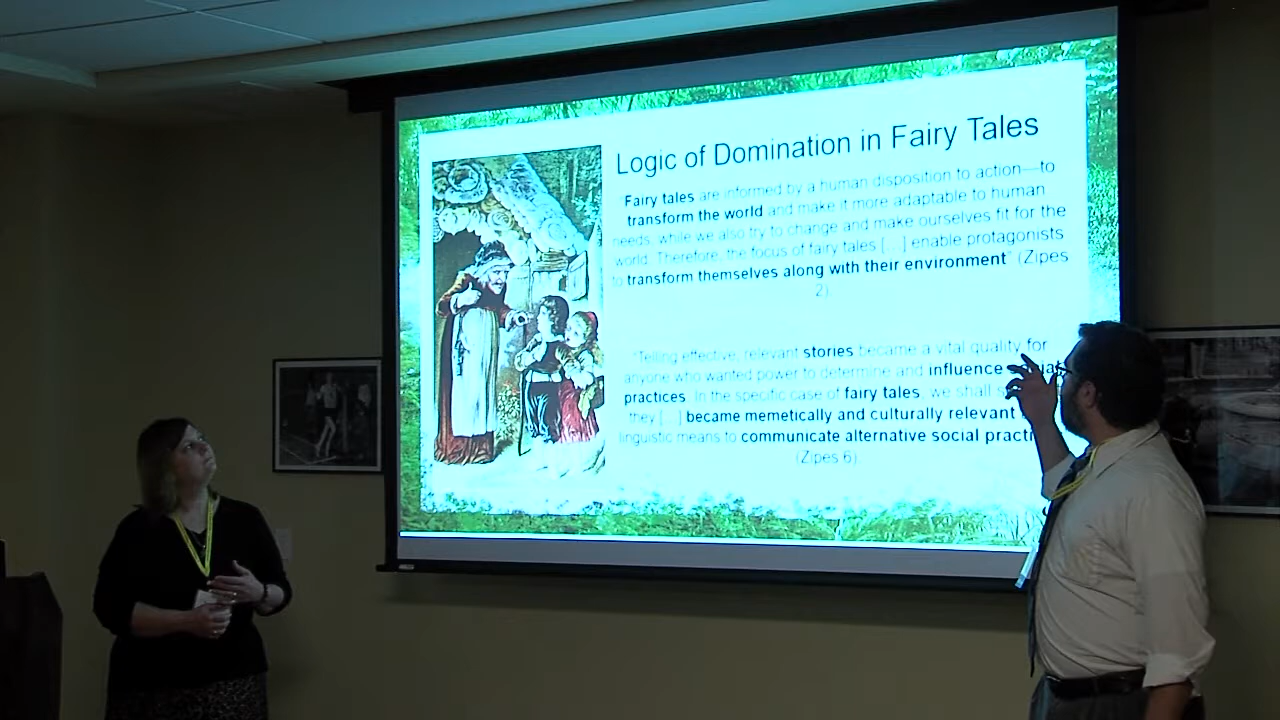 Logic of Domination in Fairy Tales
Fairy tales are informed by a human disposition to action—to
transform the world and make it more adaptable to human
needs, while we also try to change and make ourselves fit for the
world. Therefore, the focus of fairy tales [...] enable protagonists
to transform themselves along with their environment" (Zipes
2)
"Telling effective, relevant stories became a vital quality for
anyone who wanted power to determine and influence social
practices. In the specific case of fairy tales, we shall
they [...] became memetically and culturally relevant
linguistic means to communicate alternative social practi
(Zipes 6)